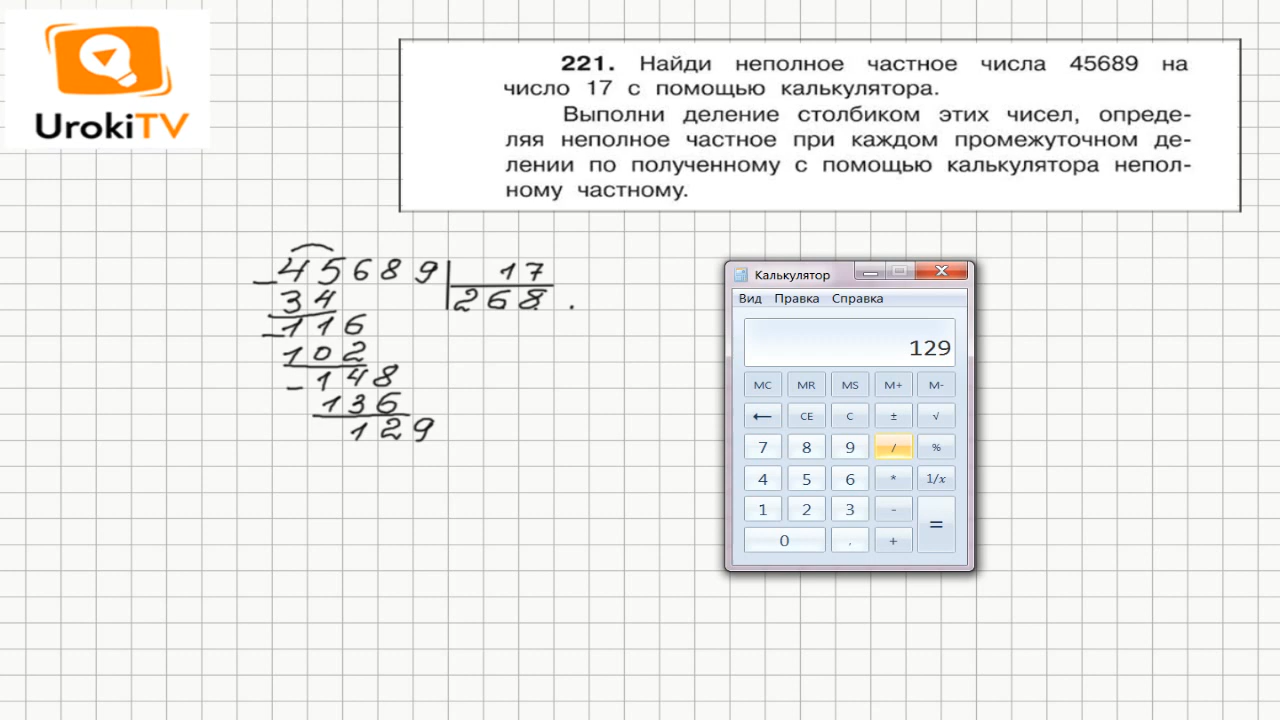 UrokiTV
221. Найди неполное частное числа 45689 на
число 17 с помощью калькулятора.
Выполни деление столбиком этих чисел, опреде-
ляя неполное частное при каждом промежуточном де-
лении по полученному с помощью калькулятора непол-
ному частному.
45689 17
34 268 .
116
102
148
136
129
Калькулятор
Вид Правка Справка
129
MC MR MS M+ M-
← CE C ± √
7 8 9 / %
4 5 6 * 1/x
1 2 3 - =
0 , +